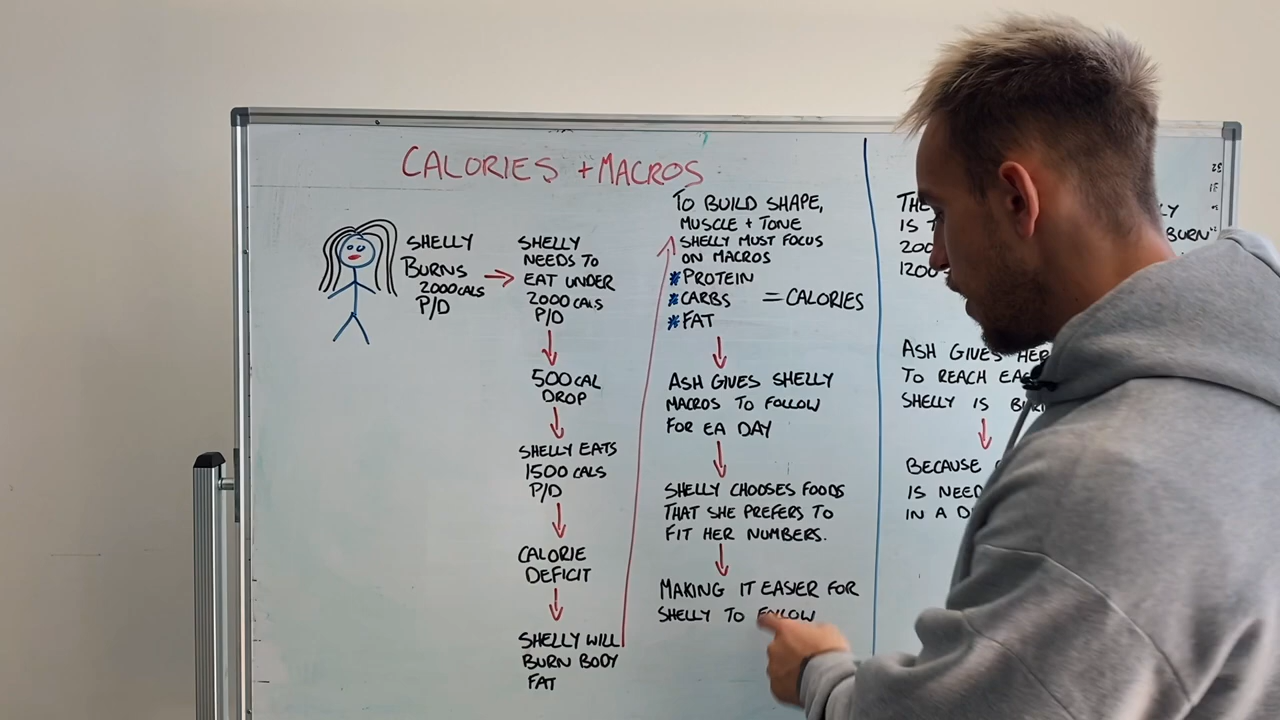 CALORIES + MACROS
SHELLY
BURNS
2000 CALS
P/D
SHELLY
NEEDS TO
EAT UNDER
2000 CALS
P/D
500 CAL
DROP
SHELLY EATS
1500 CALS
P/D
CALORIE
DEFICIT
SHELLY WILL
BURN BODY
FAT
TO BUILD SHAPE,
MUSCLE + TONE
SHELLY MUST FOCUS
ON MACROS
* PROTEIN
* CARBS = CALORIES
* FAT
ASH GIVES SHELLY
MACROS TO FOLLOW
FOR EA DAY
SHELLY CHOOSES FOODS
THAT SHE PREFERS TO
FIT HER NUMBERS.
MAKING IT EASIER FOR
SHELLY TO FOLLOW
IS
BURN"
1200
ASH GIVES HER
TO REACH
SHELLY IS
BECAUSE
IS
IN A